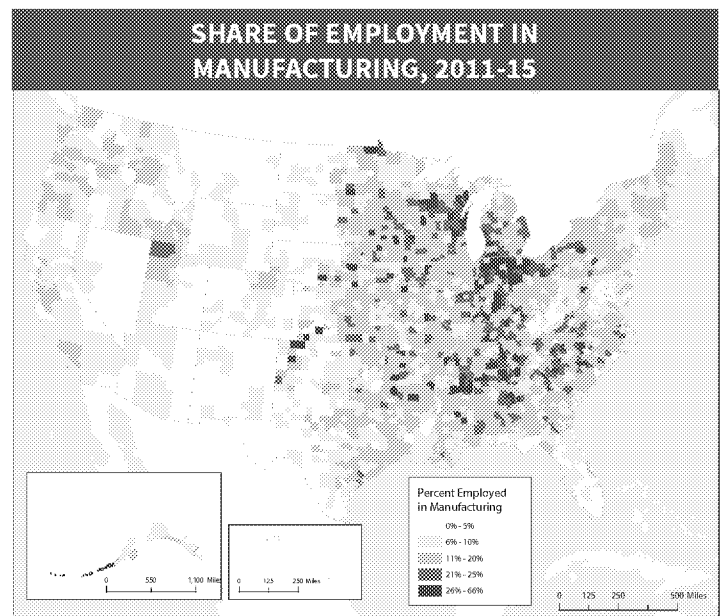 SHARE OF EMPLOYMENT IN
MANUFACTURING, 2011-15
Percent Employed
in Manufacturing
0% - 5%
6% - 10%
11% - 20%
21% - 25%
26% - 66%
0 550 1,100 Miles
0 125 250 Miles
0 125 250 500 Miles